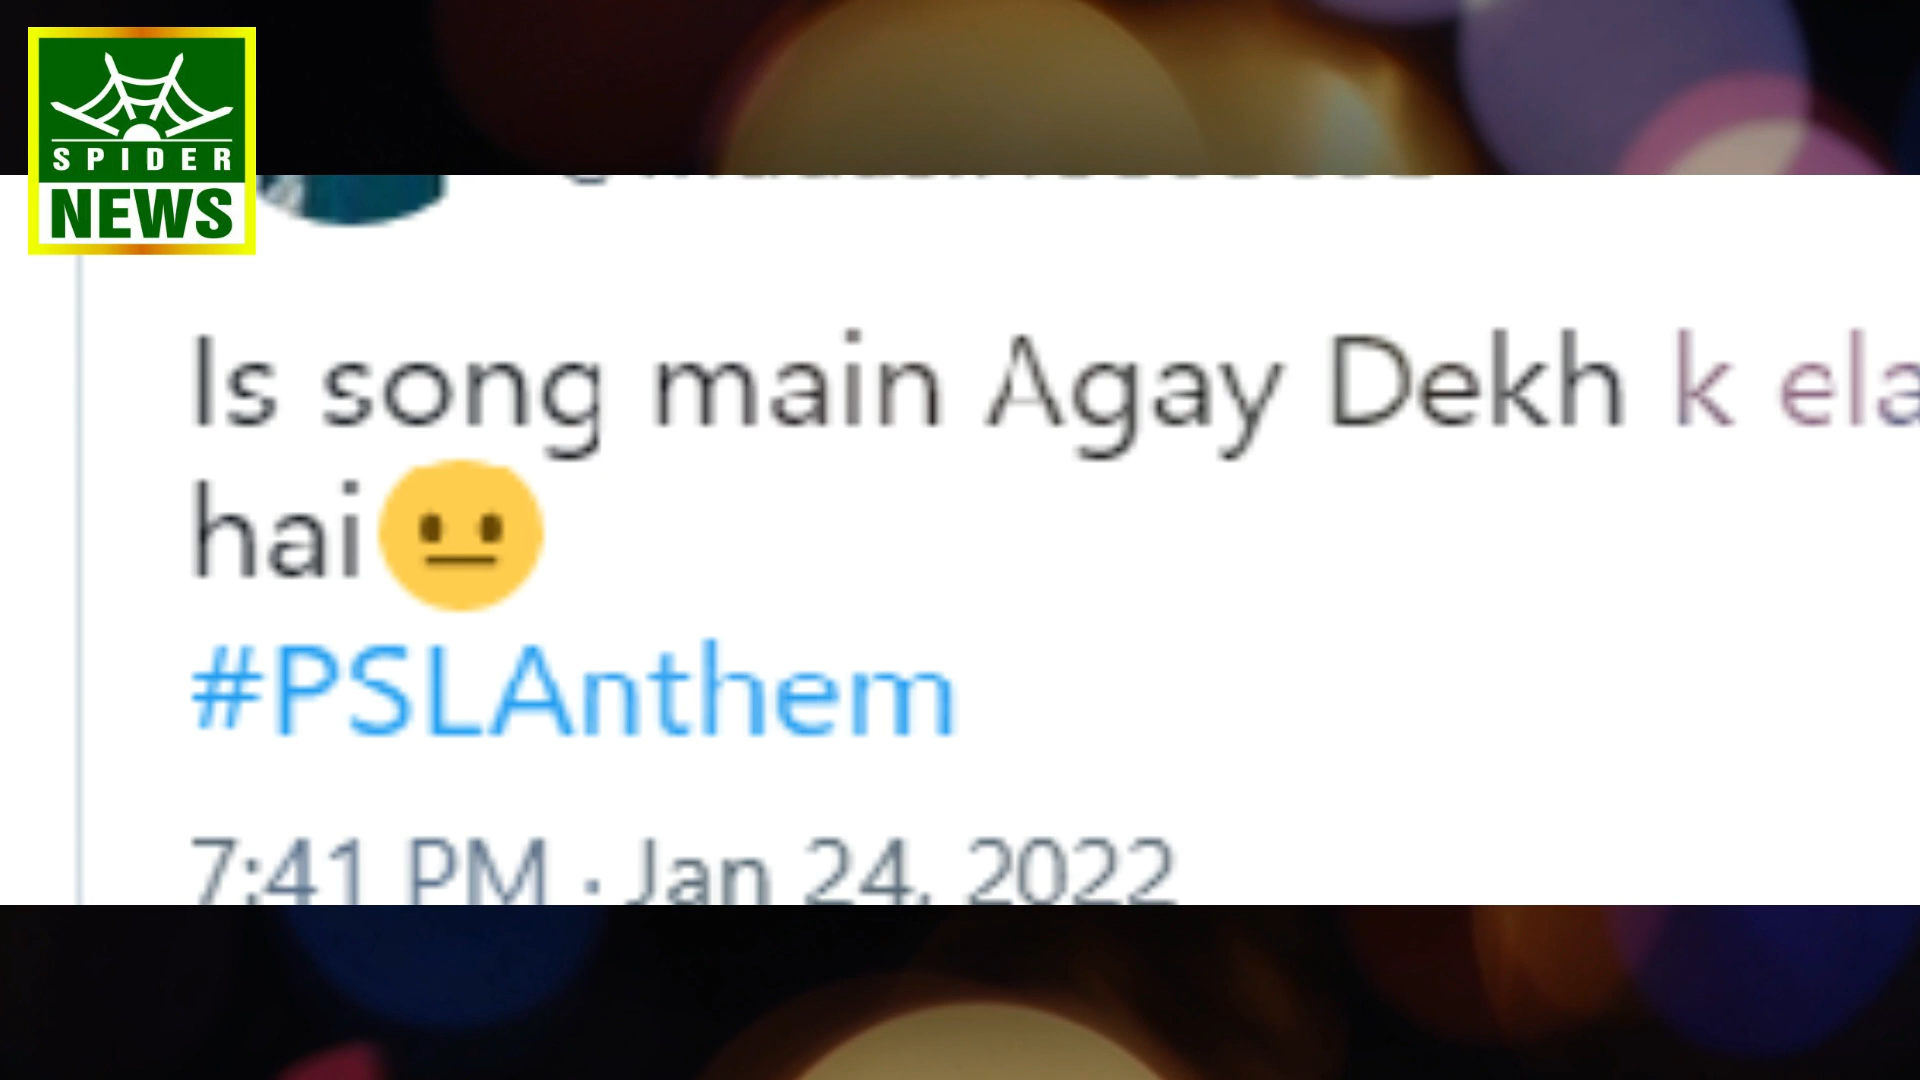 SPIDER
NEWS
Is song main Agay Dekh k
hai😐
#PSLAnthem
7:41 PM · Jan 24, 2022